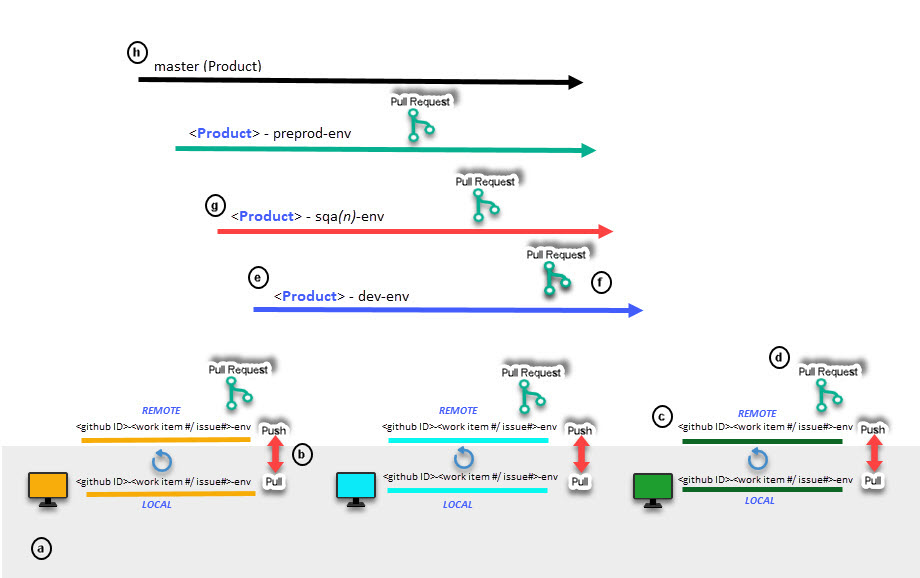 h
master (Product)
Pull Request
<Product> - preprod-env
Pull Request
g
<Product> - sqa(n)-env
Pull Request
e
f
<Product> - dev-env
d
Pull Request
Pull Request
Pull Request
REMOTE
REMOTE
c
REMOTE
<github ID>-<work item #/ issue#>-env
Push
<github ID>-<work item #/ issue#>-env
Push
<github ID>-<work item #/ issue#>-env
Push
b
<github ID>-<work item #/ issue#>-env
Pull
<github ID>-<work item #/ issue#>-env
Pull
<github ID>-<work item #/ issue#>-env
Pull
LOCAL
LOCAL
LOCAL
a